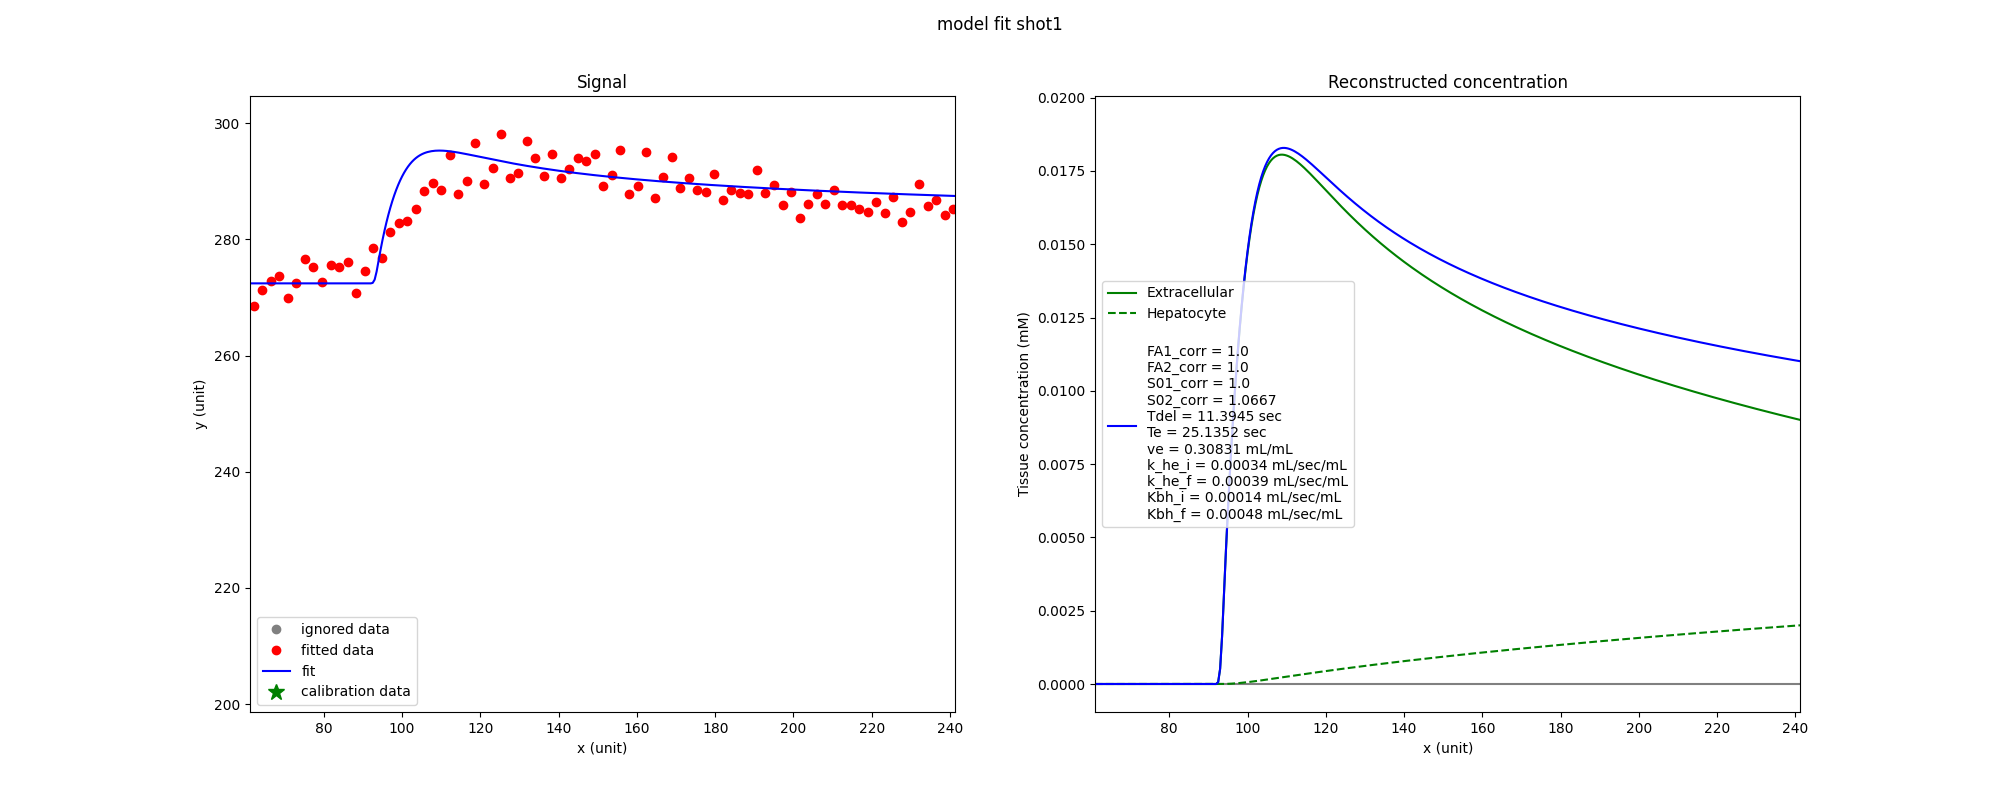 model fit shot1
Signal
300
280
260
240
220
200
y (unit)
ignored data
fitted data
fit
calibration data
80 100 120 140 160 180 200 220 240
x (unit)
Reconstructed concentration
0.0200
0.0175
0.0150
0.0125
0.0100
0.0075
0.0050
0.0025
0.0000
Tissue concentration (mM)
Extracellular
Hepatocyte
FA1_corr = 1.0
FA2_corr = 1.0
S01_corr = 1.0
S02_corr = 1.0667
Tdel = 11.3945 sec
Te = 25.1352 sec
ve = 0.30831 mL/mL
k_he_i = 0.00034 mL/sec/mL
k_he_f = 0.00039 mL/sec/mL
Kbh_i = 0.00014 mL/sec/mL
Kbh_f = 0.00048 mL/sec/mL
80 100 120 140 160 180 200 220 240
x (unit)